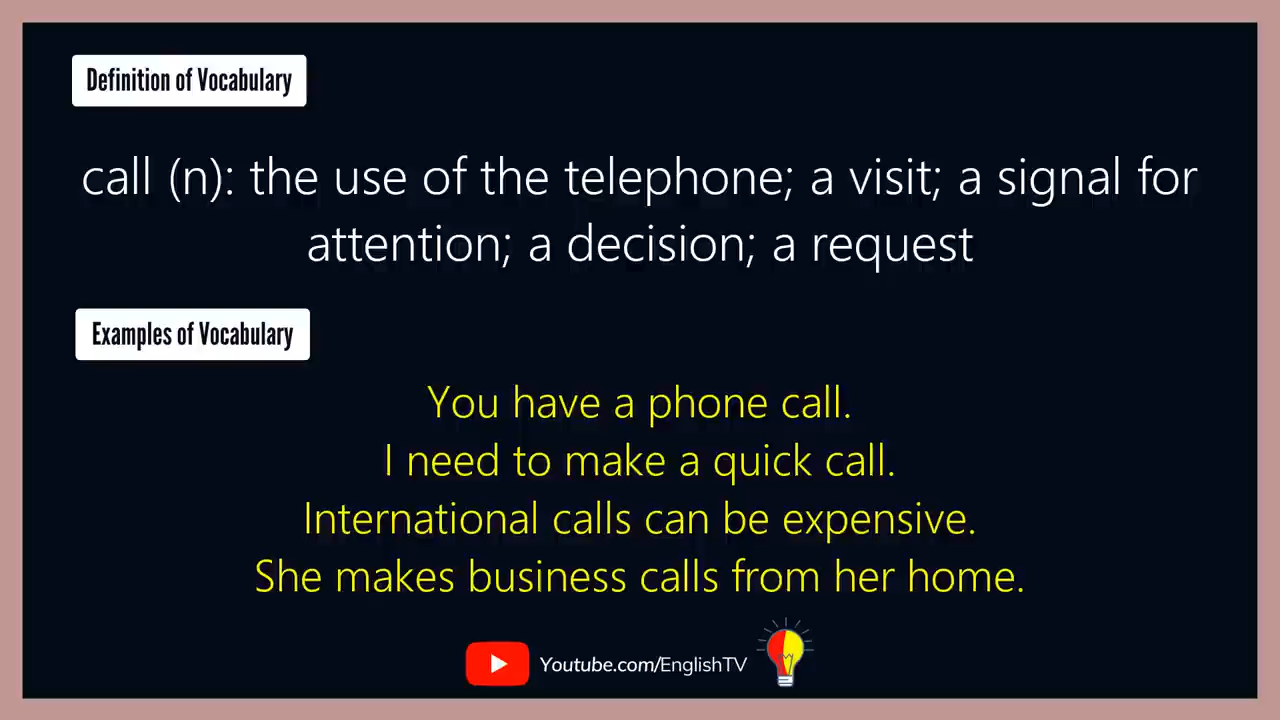 Definition of Vocabulary
call (n): the use of the telephone; a visit; a signal for
attention; a decision; a request
Examples of Vocabulary
You have a phone call.
I need to make a quick call.
International calls can be expensive.
She makes business calls from her home.
Youtube.com/EnglishTV